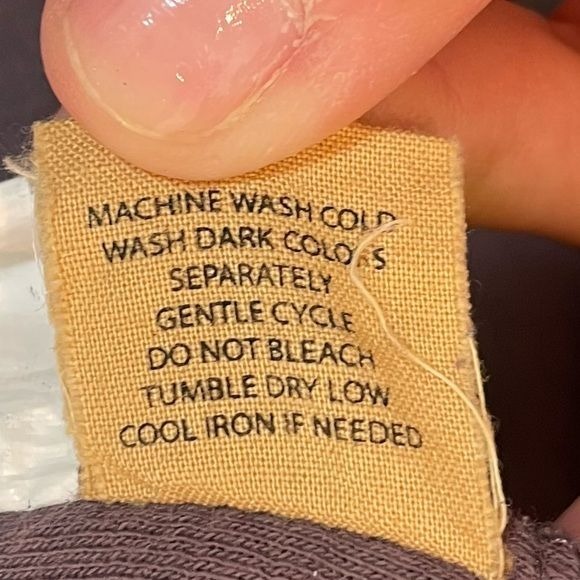 MACHINE WASH COLD
WASH DARK COLORS
SEPARATELY
GENTLE CYCLE
DO NOT BLEACH
TUMBLE DRY LOW
COOL IRON IF NEEDED